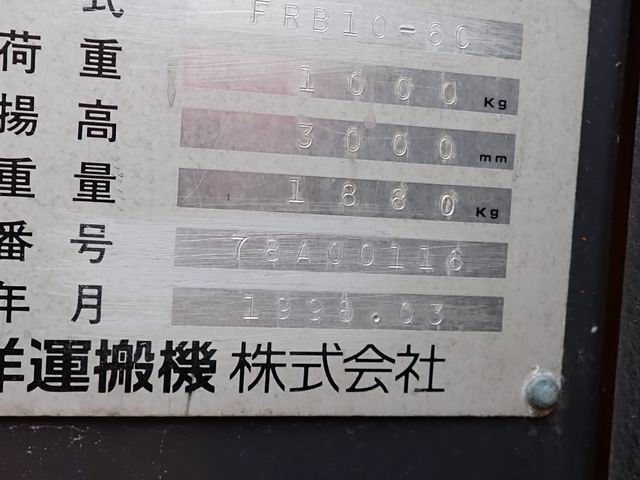 式 FRB10-6C
荷重 1000 Kg
揚高 3000 mm
重量 1880 Kg
番号 78A00116
年月 1998.03
洋運搬機株式会社